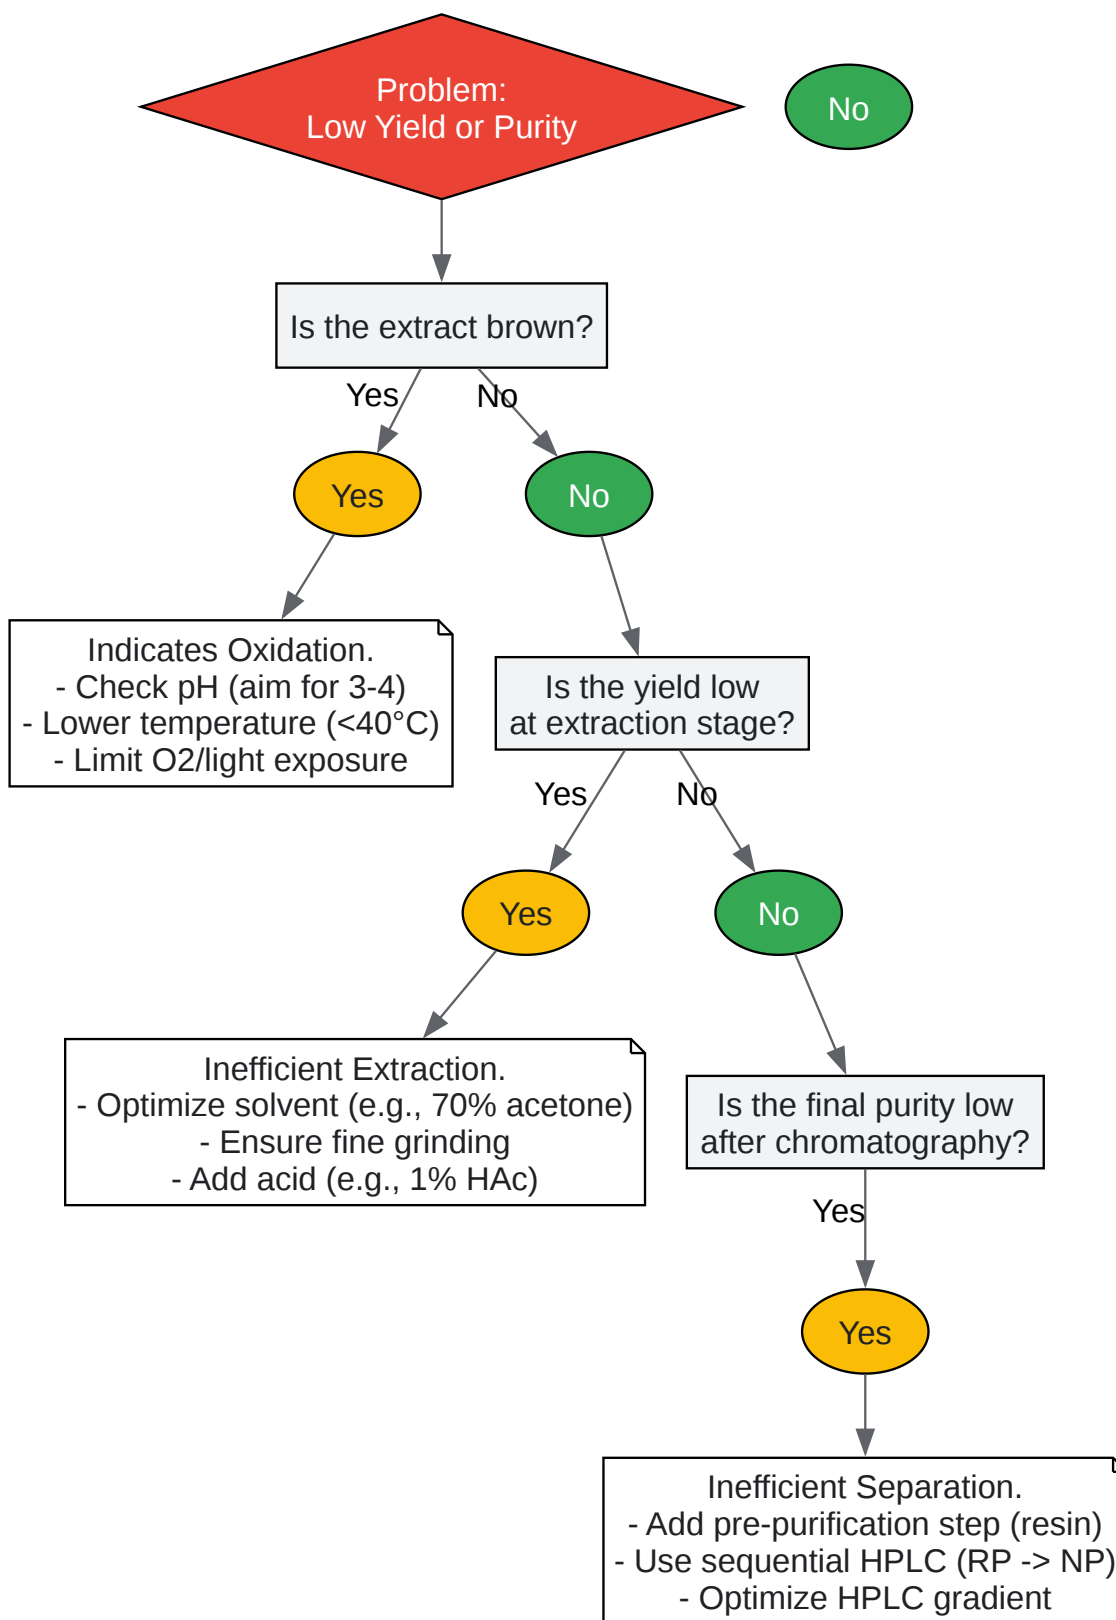 Problem:
Low Yield or Purity
No
Is the extract brown?
Yes
No
Yes
No
Indicates Oxidation.
- Check pH (aim for 3-4)
- Lower temperature (<40°C)
- Limit O2/light exposure
Is the yield low
at extraction stage?
Yes
No
Yes
No
Inefficient Extraction.
- Optimize solvent (e.g., 70% acetone)
- Ensure fine grinding
- Add acid (e.g., 1% HAc)
Is the final purity low
after chromatography?
Yes
Yes
Inefficient Separation.
- Add pre-purification step (resin)
- Use sequential HPLC (RP -> NP)
- Optimize HPLC gradient